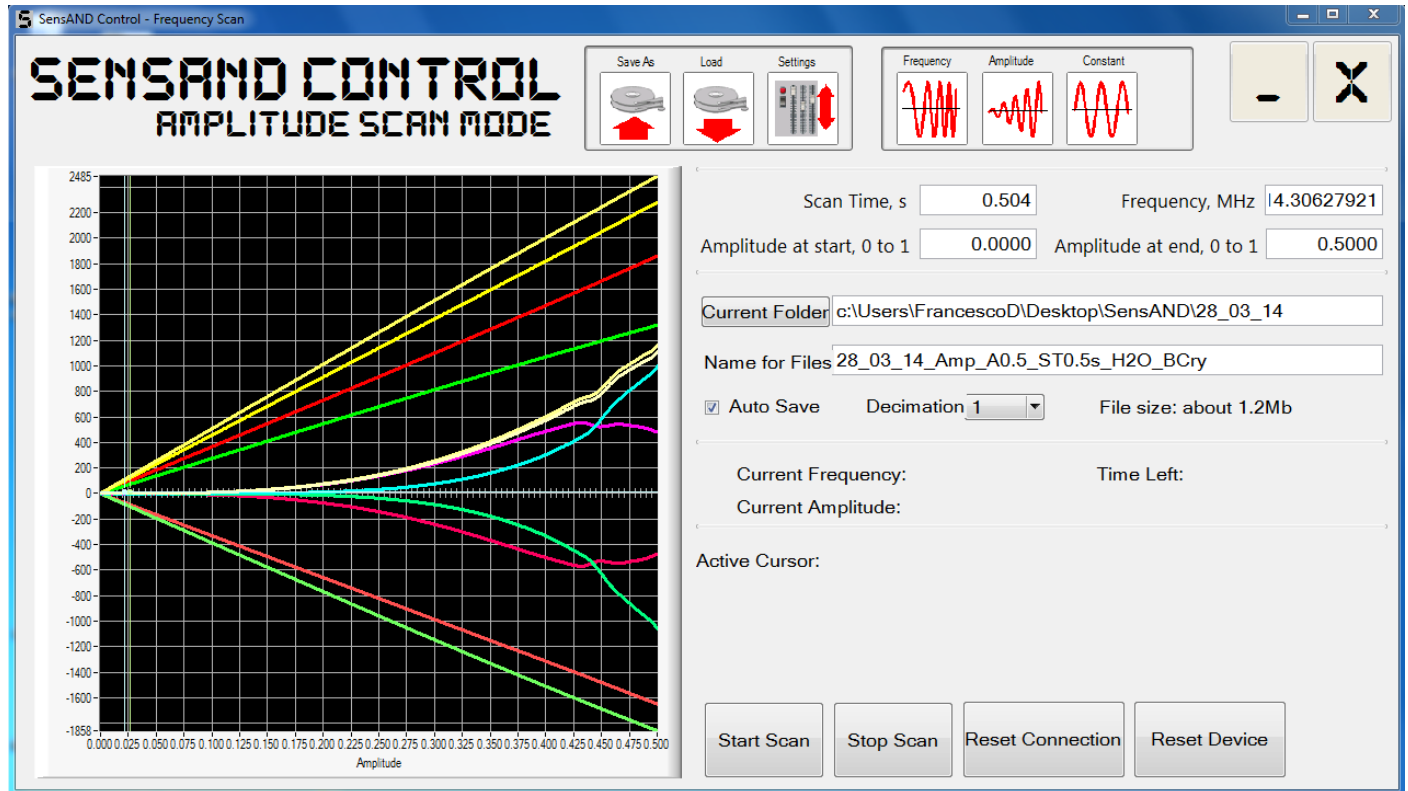 SensAND Control - Frequency Scan
SENSAND CONTROL
AMPLITUDE SCAN MODE
Save As Load Settings
Frequency Amplitude Constant
- X
2485
2200
2000
1800
1600
1400
1200
1000
800
600
400
200
0
-200
-400
-600
-800
-1000
-1200
-1400
-1600
-1858
0.000 0.025 0.050 0.075 0.100 0.125 0.150 0.175 0.200 0.225 0.250 0.275 0.300 0.325 0.350 0.375 0.400 0.425 0.450 0.475 0.500
Amplitude
Scan Time, s 0.504 Frequency, MHz 14.30627921
Amplitude at start, 0 to 1 0.0000 Amplitude at end, 0 to 1 0.5000
Current Folder c:\Users\FrancescoD\Desktop\SensAND\28_03_14
Name for Files 28_03_14_Amp_A0.5_ST0.5s_H2O_BCry
Auto Save Decimation 1 File size: about 1.2Mb
Current Frequency: Time Left:
Current Amplitude:
Active Cursor:
Start Scan Stop Scan Reset Connection Reset Device